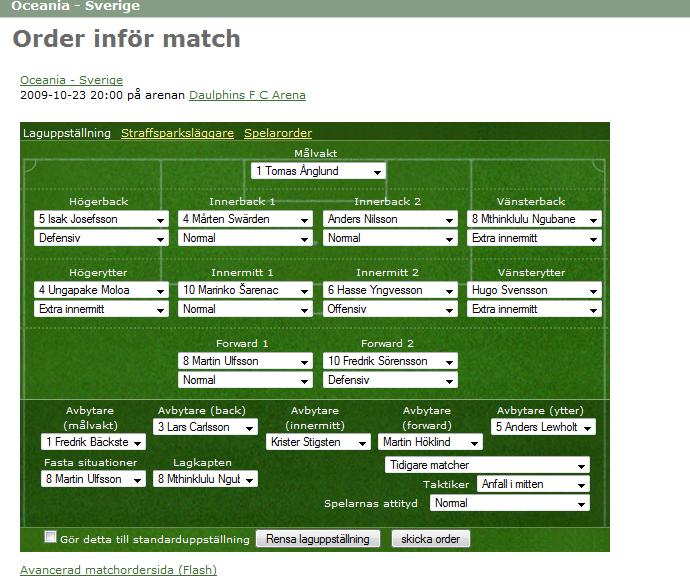 Oceania - Sverige
Order inför match
Oceania - Sverige
2009-10-23 20:00 på arenan Daulphins F C Arena
Laguppställning Straffsparksläggare Spelarorder
Målvakt
1 Tomas Änglund
Högerback Innerback 1 Innerback 2 Vänsterback
5 Isak Josefsson 4 Mårten Swärden Anders Nilsson 8 Mthinklulu Ngubane
Defensiv Normal Normal Extra innermitt
Högerytter Innermitt 1 Innermitt 2 Vänsterytter
4 Ungapake Moloa 10 Marinko Šarenac 6 Hasse Yngvesson Hugo Svensson
Extra innermitt Normal Offensiv Extra innermitt
Forward 1 Forward 2
8 Martin Ulfsson 10 Fredrik Sörensson
Normal Defensiv
Avbytare (målvakt) Avbytare (back) Avbytare (innermitt) Avbytare (forward) Avbytare (ytter)
1 Fredrik Bäckste 3 Lars Carlsson Krister Stigsten Martin Höklind 5 Anders Lewholt
Fasta situationer Lagkapten
8 Martin Ulfsson 8 Mthinklulu Ngut
Tidigare matcher
Taktiker Anfall i mitten
Spelarnas attityd Normal
Gör detta till standarduppställning Rensa laguppställning skicka order
Avancerad matchordersida (Flash)